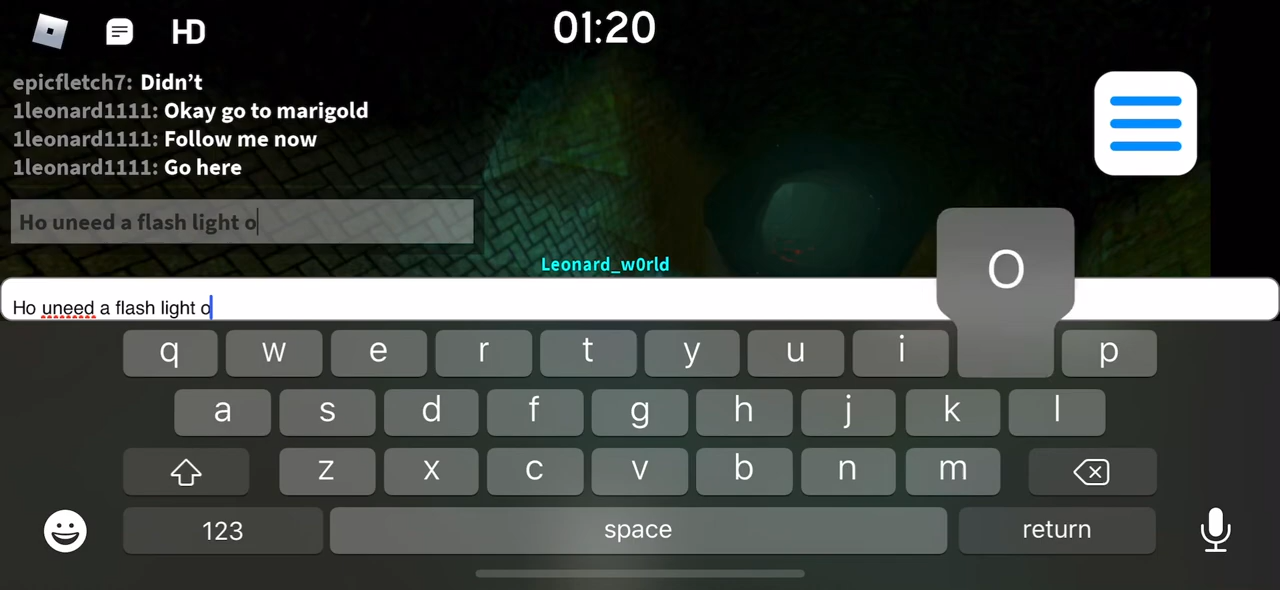 HD
01:20
epicfletch7: Didn’t
1leonard1111: Okay go to marigold
1leonard1111: Follow me now
1leonard1111: Go here
Ho uneed a flash light o
Leonard_w0rld
Ho uneed a flash light o
O
q w e r t y u i p
a s d f g h j k l
z x c v b n m
123 space return